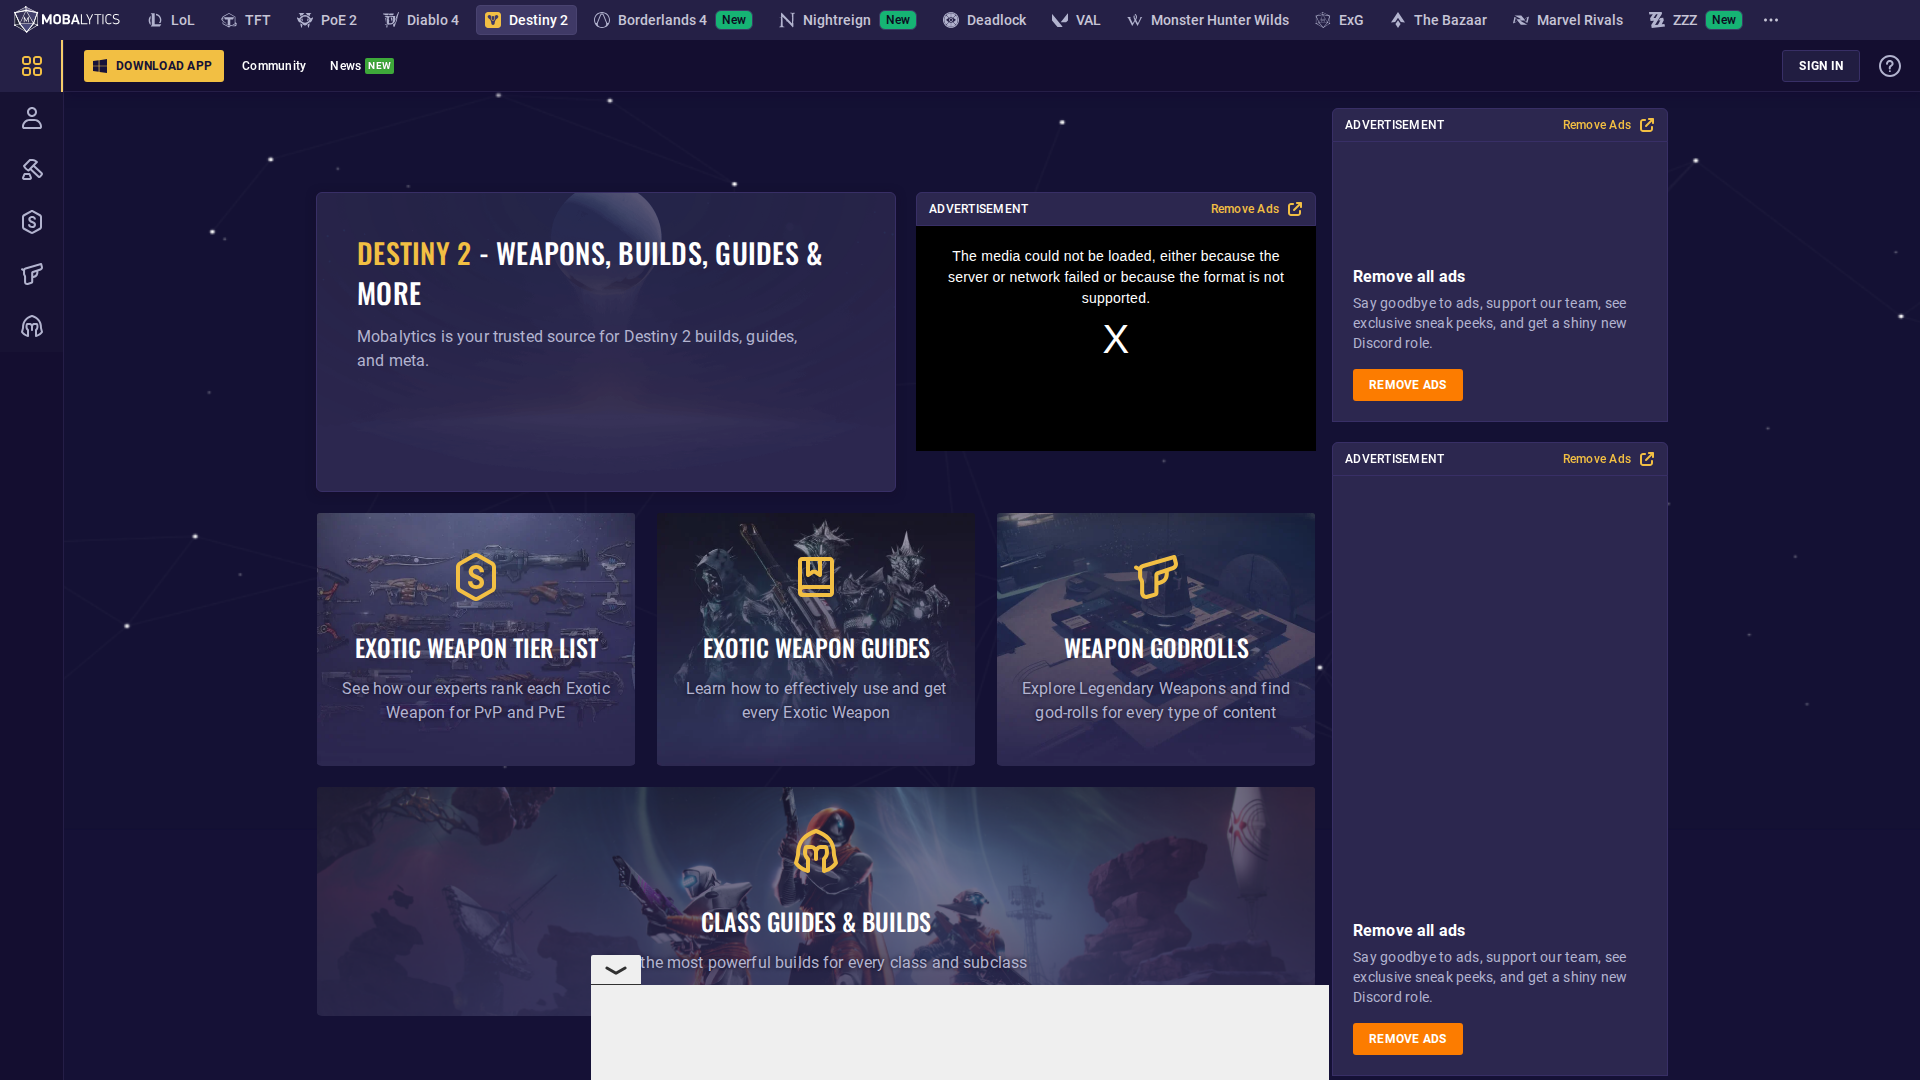 MOBALYTICS
LoL
TFT
PoE 2
Diablo 4
Destiny 2
Borderlands 4 New
Nightreign New
Deadlock
VAL
Monster Hunter Wilds
ExG
The Bazaar
Marvel Rivals
ZZZ New
DOWNLOAD APP
Community
News NEW
SIGN IN
DESTINY 2 - WEAPONS, BUILDS, GUIDES &
MORE
Mobalytics is your trusted source for Destiny 2 builds, guides,
and meta.
ADVERTISEMENT
Remove Ads
The media could not be loaded, either because the
server or network failed or because the format is not
supported.
X
ADVERTISEMENT
Remove Ads
Remove all ads
Say goodbye to ads, support our team, see
exclusive sneak peeks, and get a shiny new
Discord role.
REMOVE ADS
EXOTIC WEAPON TIER LIST
See how our experts rank each Exotic
Weapon for PvP and PvE
EXOTIC WEAPON GUIDES
Learn how to effectively use and get
every Exotic Weapon
WEAPON GODROLLS
Explore Legendary Weapons and find
god-rolls for every type of content
CLASS GUIDES & BUILDS
the most powerful builds for every class and subclass
ADVERTISEMENT
Remove Ads
Remove all ads
Say goodbye to ads, support our team, see
exclusive sneak peeks, and get a shiny new
Discord role.
REMOVE ADS